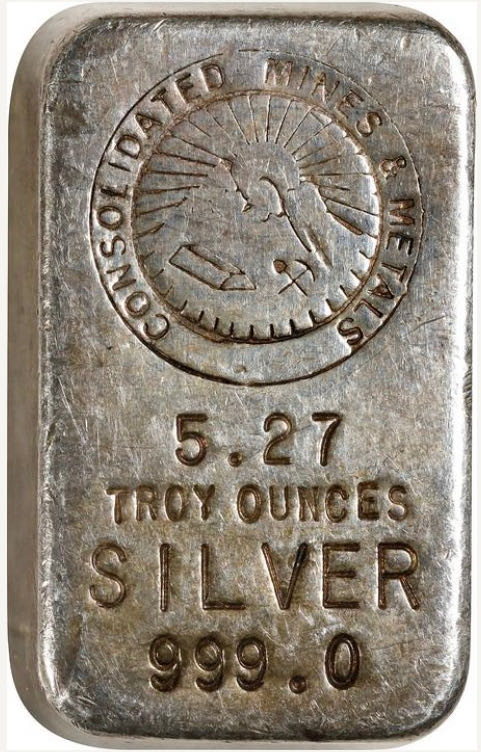 CONSOLIDATED MINES & METALS
5.27
TROY OUNCES
SILVER
999.0